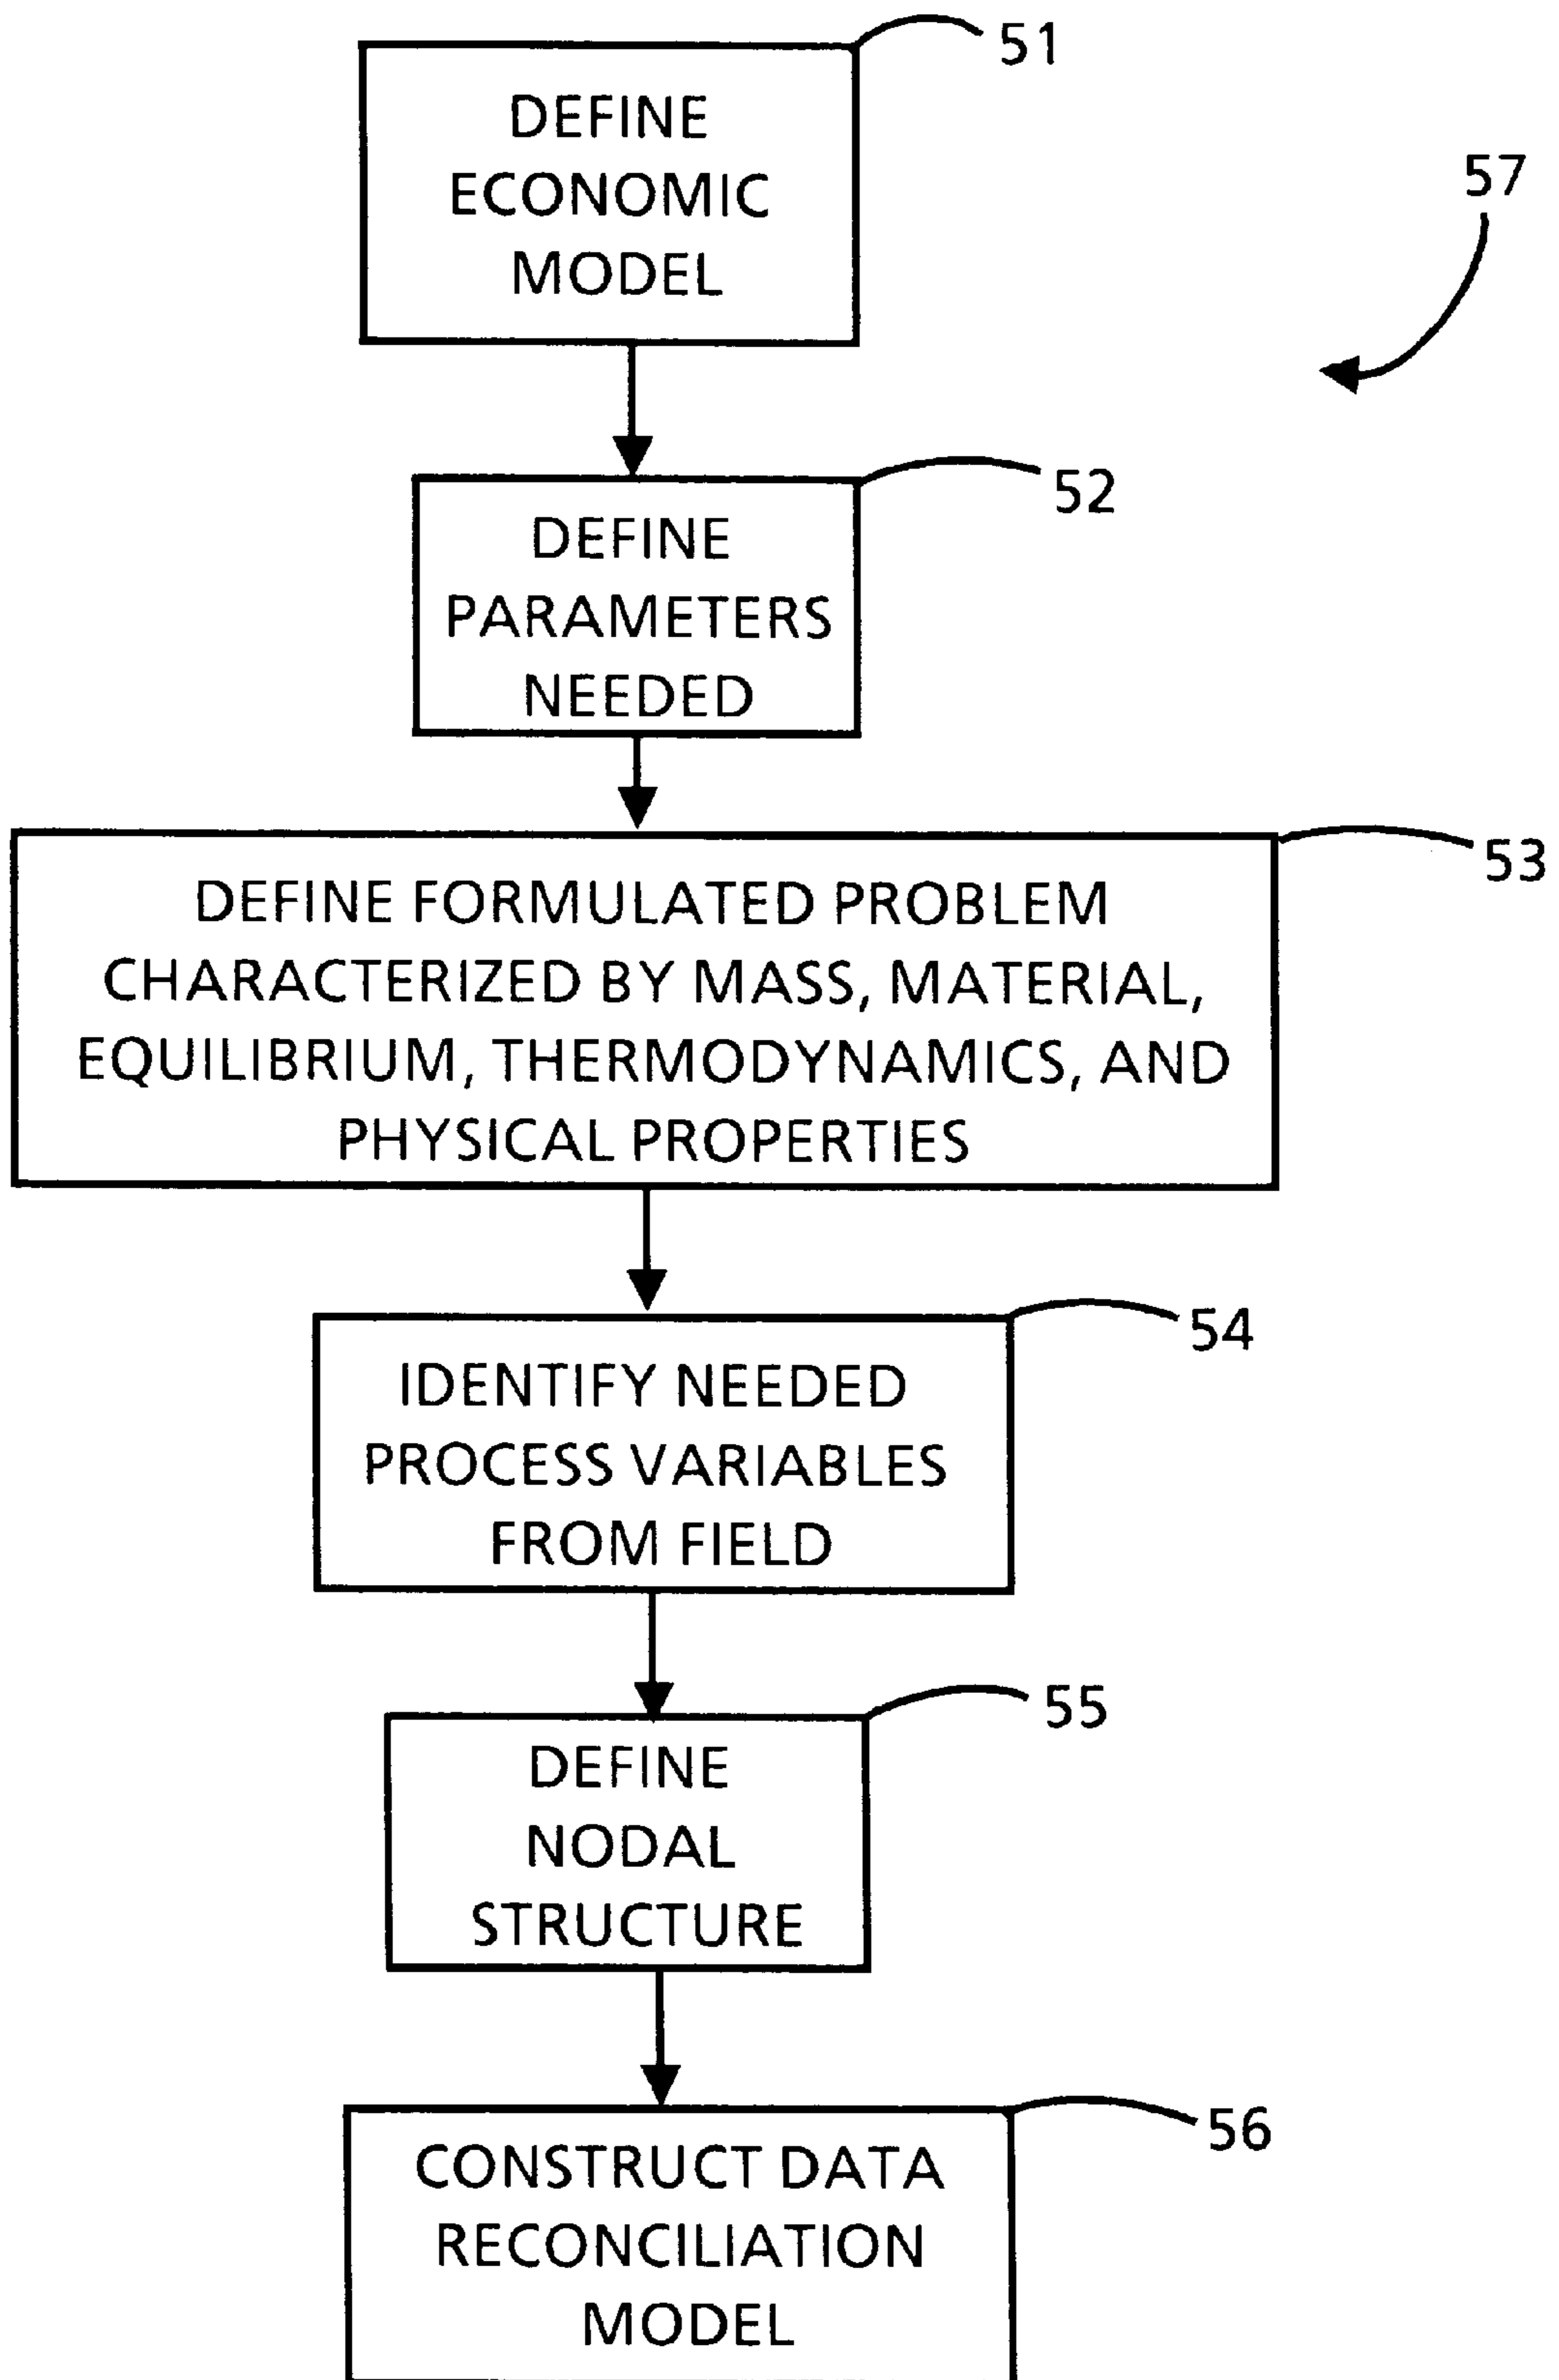 51
DEFINE
ECONOMIC
MODEL
57
52
DEFINE
PARAMETERS
NEEDED
53
DEFINE FORMULATED PROBLEM
CHARACTERIZED BY MASS, MATERIAL,
EQUILIBRIUM, THERMODYNAMICS, AND
PHYSICAL PROPERTIES
54
IDENTIFY NEEDED
PROCESS VARIABLES
FROM FIELD
55
DEFINE
NODAL
STRUCTURE
56
CONSTRUCT DATA
RECONCILIATION
MODEL